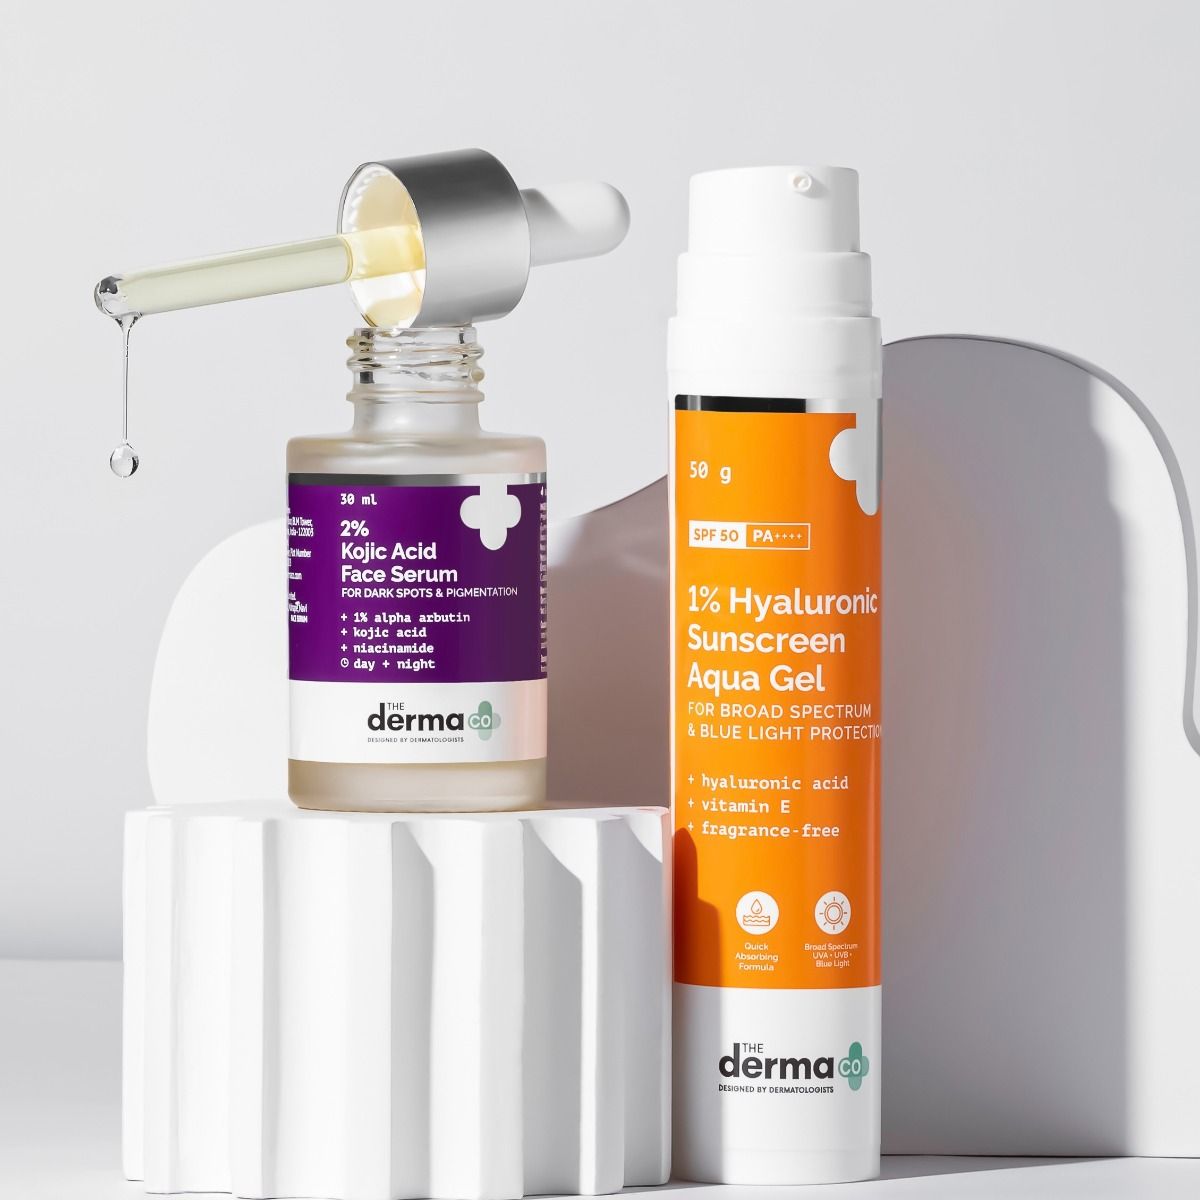 30 ml
2%
Kojic Acid
Face Serum
FOR DARK SPOTS & PIGMENTATION
+ 1% alpha arbutin
+ kojic acid
+ niacinamide
day + night
THE
derma co
DESIGNED BY DERMATOLOGISTS
50 g
SPF 50 PA++++
1% Hyaluronic
Sunscreen
Aqua Gel
FOR BROAD SPECTRUM
& BLUE LIGHT PROTECTION
+ hyaluronic acid
+ vitamin E
+ fragrance-free
Quick
Absorbing
Formula
Broad Spectrum
UVA • UVB •
Blue Light
THE
derma co
DESIGNED BY DERMATOLOGISTS